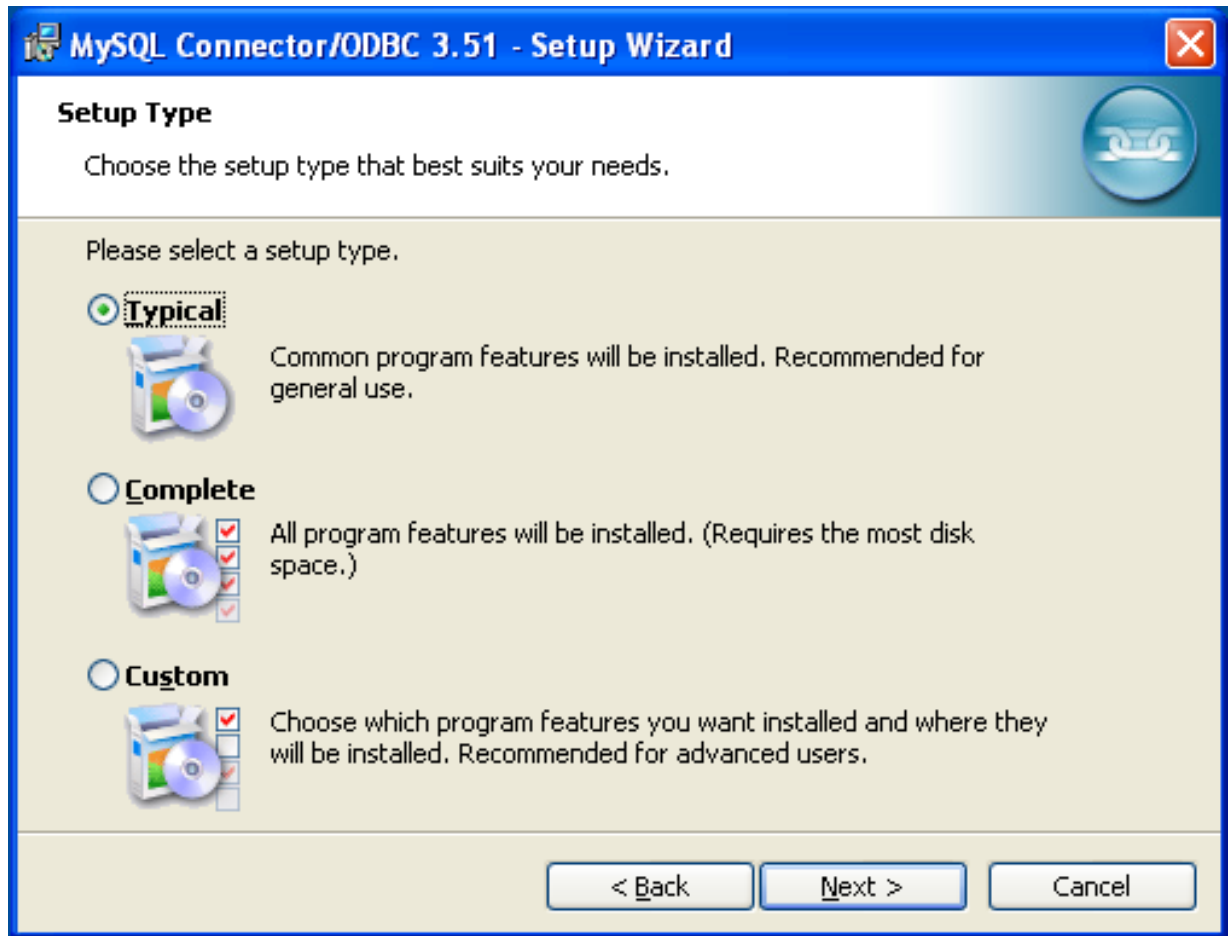 MySQL Connector/ODBC 3.51 - Setup Wizard
Setup Type
Choose the setup type that best suits your needs.
Please select a setup type.
Typical
Common program features will be installed. Recommended for
general use.
Complete
All program features will be installed. (Requires the most disk
space.)
Custom
Choose which program features you want installed and where they
will be installed. Recommended for advanced users.
< Back
Next >
Cancel